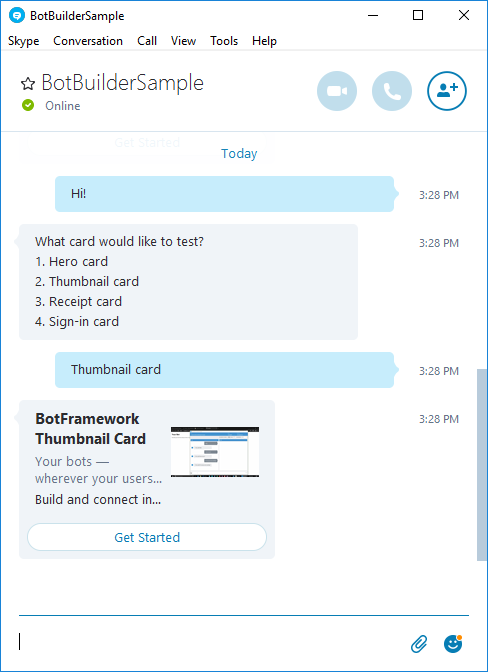 BotBuilderSample
Skype Conversation Call View Tools Help
BotBuilderSample
Online
Get Started
Today
Hi!
3:28 PM
What card would like to test?
3:28 PM
1. Hero card
2. Thumbnail card
3. Receipt card
4. Sign-in card
Thumbnail card
3:28 PM
BotFramework
3:28 PM
Thumbnail Card
Your bots —
wherever your users...
Build and connect in...
Get Started